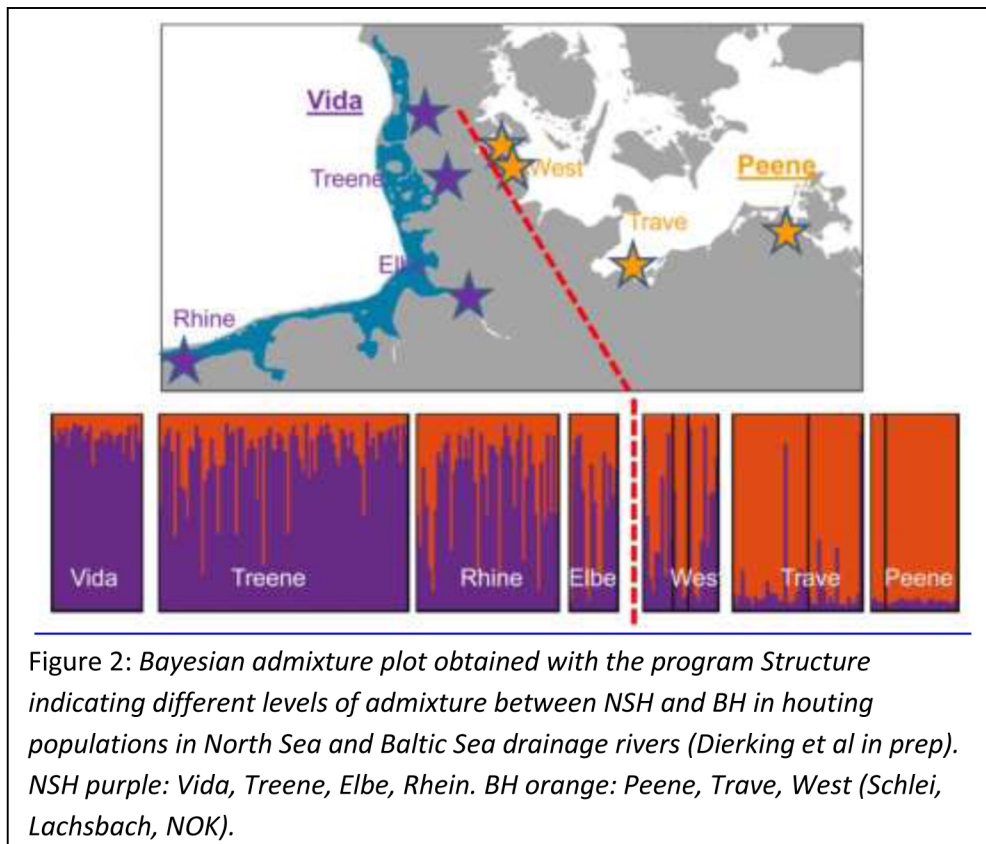 Vida
Peene
West
Treene
Trave
Elb
Rhine
Vida
Treene
Rhine
Elbe
West
Trave
Peene
Figure 2: Bayesian admixture plot obtained with the program Structure
indicating different levels of admixture between NSH and BH in houting
populations in North Sea and Baltic Sea drainage rivers (Dierking et al in prep).
NSH purple: Vida, Treene, Elbe, Rhein. BH orange: Peene, Trave, West (Schlei,
Lachsbach, NOK).